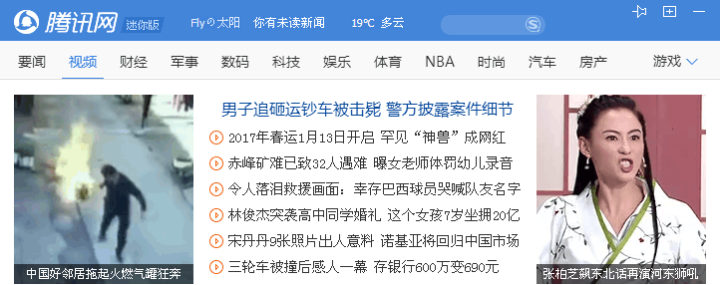 腾讯网 迷你版 Fly の太阳 你有未读新闻 19℃ 多云
要闻 视频 财经 军事 数码 科技 娱乐 体育 NBA 时尚 汽车 房产 游戏
男子追砸运钞车被击毙 警方披露案件细节
2017年春运1月13日开启 罕见“神兽”成网红
赤峰矿难已致32人遇难 曝女老师体罚幼儿录音
令人落泪救援画面：幸存巴西球员哭喊队友名字
林俊杰突袭高中同学婚礼 这个女孩7岁坐拥20亿
宋丹丹9张照片出人意料 诺基亚将回归中国市场
三轮车被撞后感人一幕 存银行600万变690元
中国好邻居拖起火燃气罐狂奔
张柏芝飙东北话再演河东狮吼